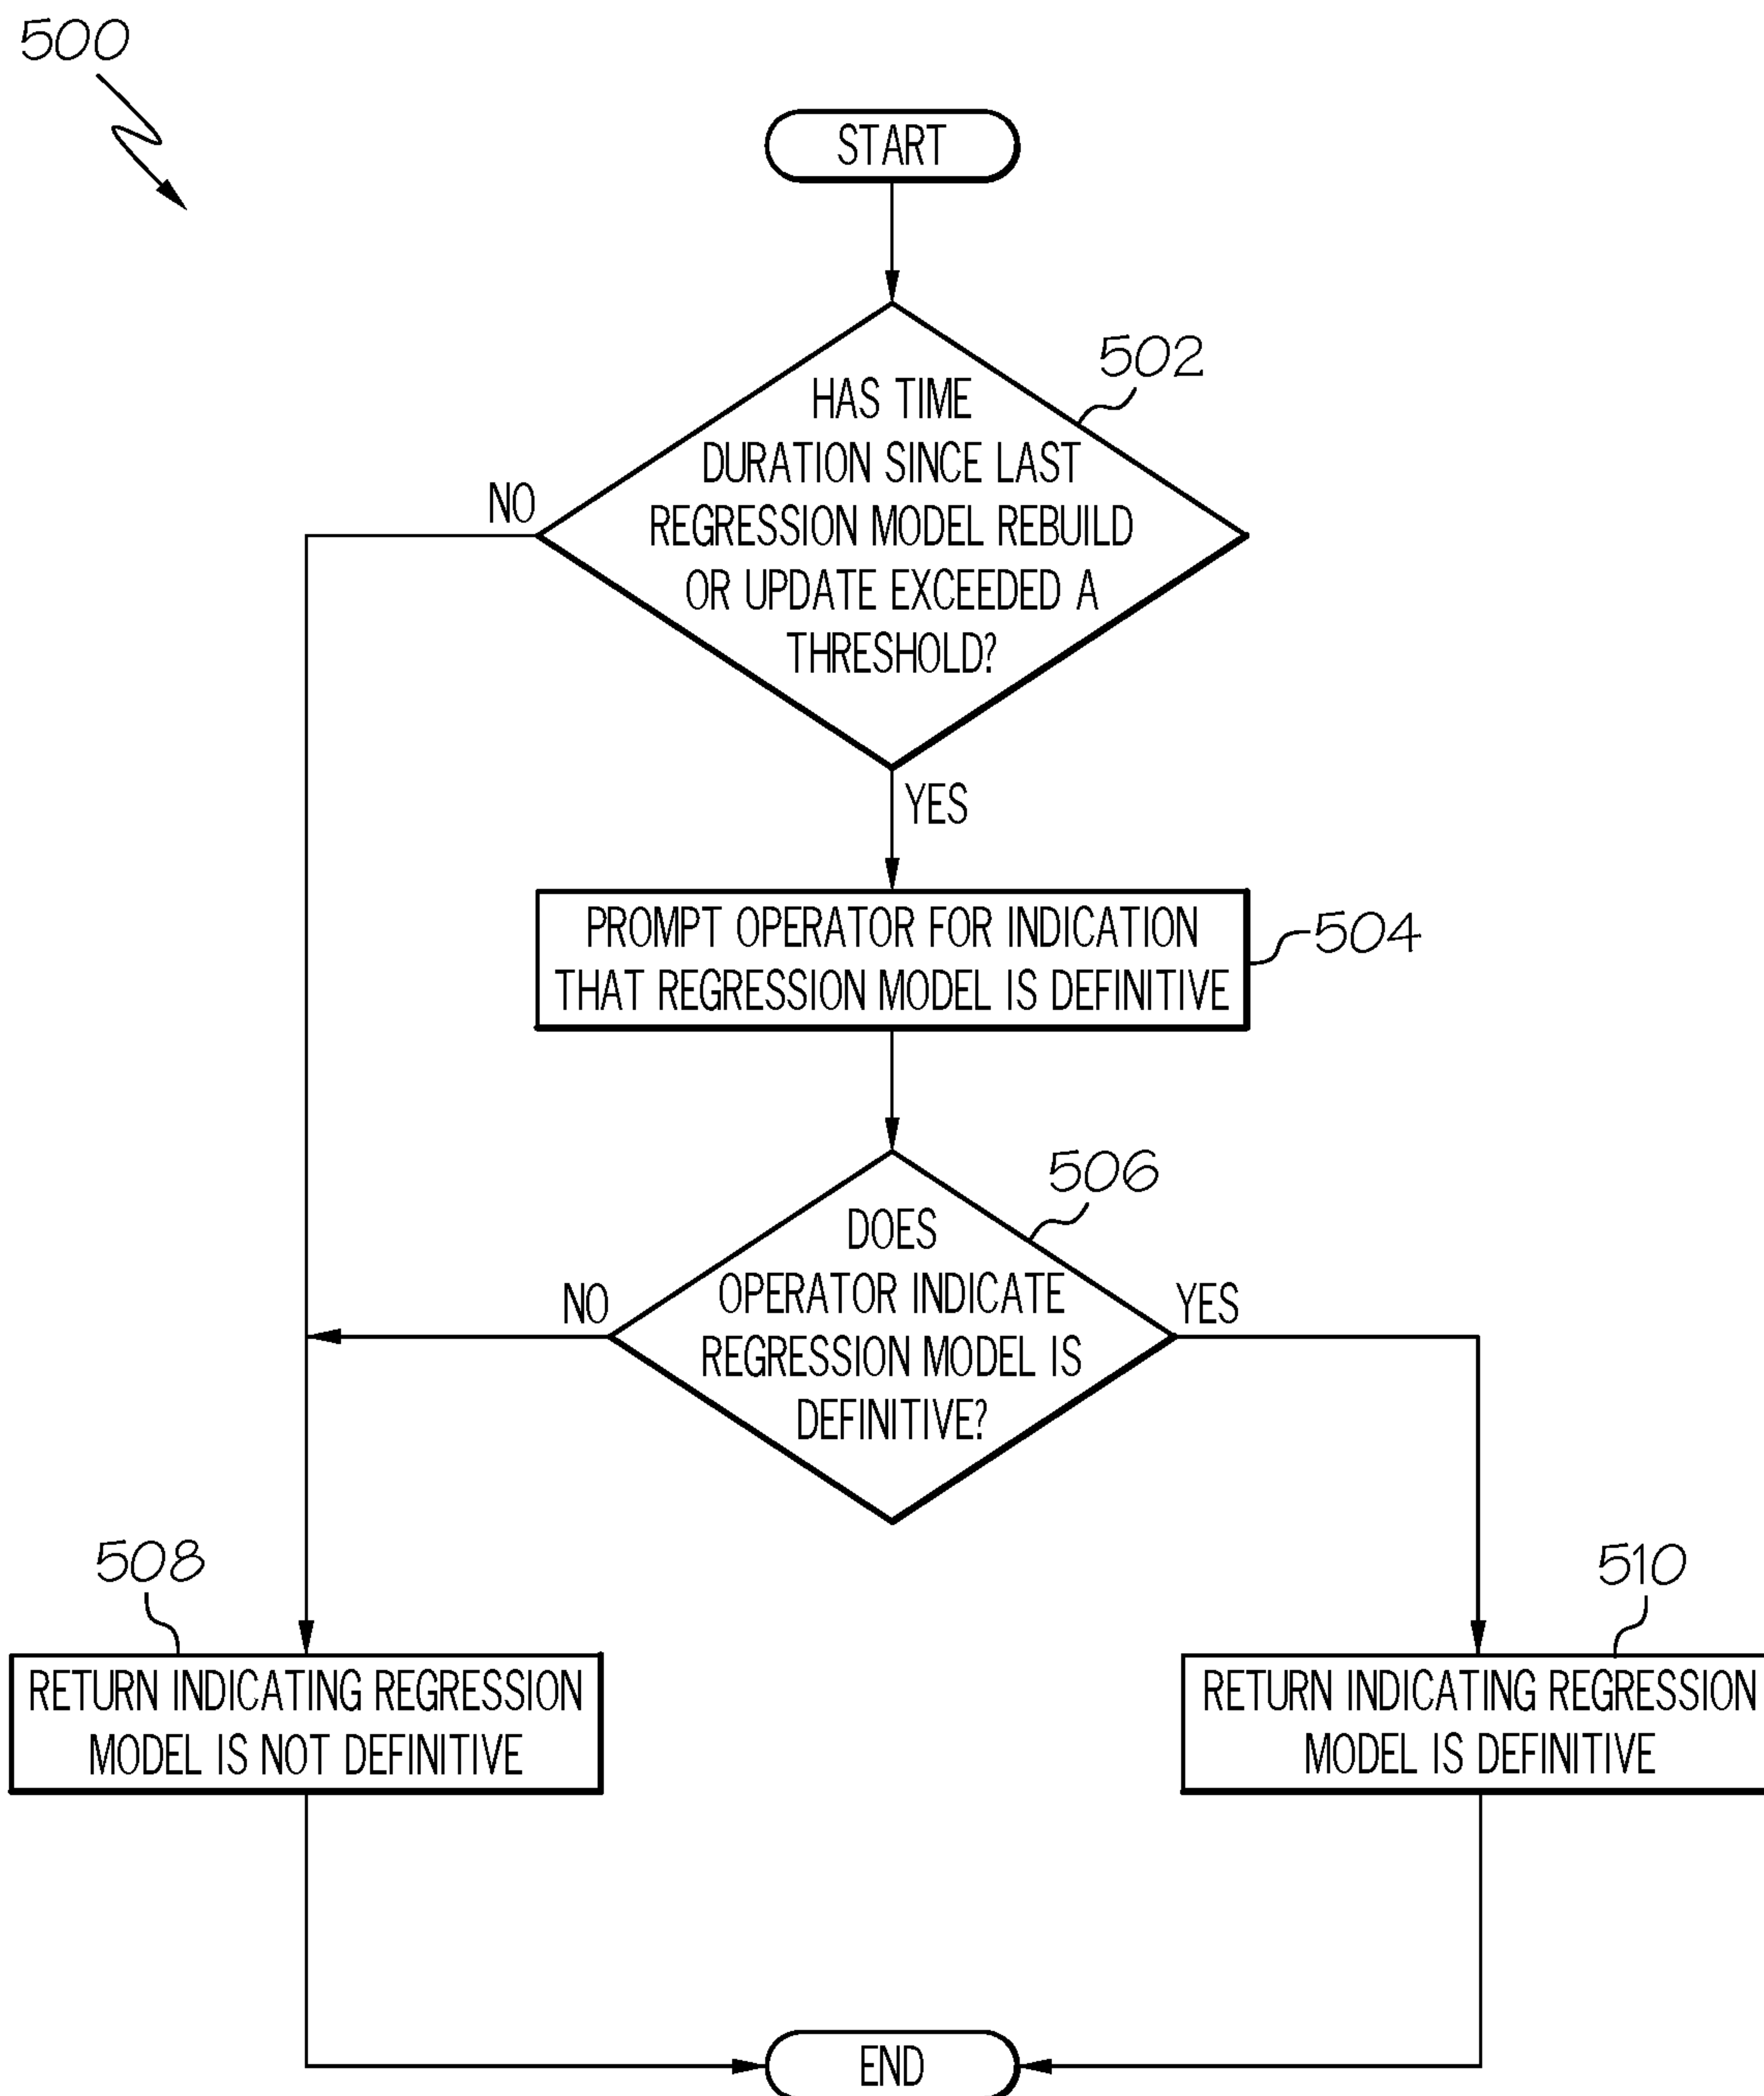 500
START
502
HAS TIME
DURATION SINCE LAST
REGRESSION MODEL REBUILD
OR UPDATE EXCEEDED A
THRESHOLD?
NO
YES
PROMPT OPERATOR FOR INDICATION
THAT REGRESSION MODEL IS DEFINITIVE
504
506
DOES
OPERATOR INDICATE
REGRESSION MODEL IS
DEFINITIVE?
NO
YES
508
RETURN INDICATING REGRESSION
MODEL IS NOT DEFINITIVE
510
RETURN INDICATING REGRESSION
MODEL IS DEFINITIVE
END